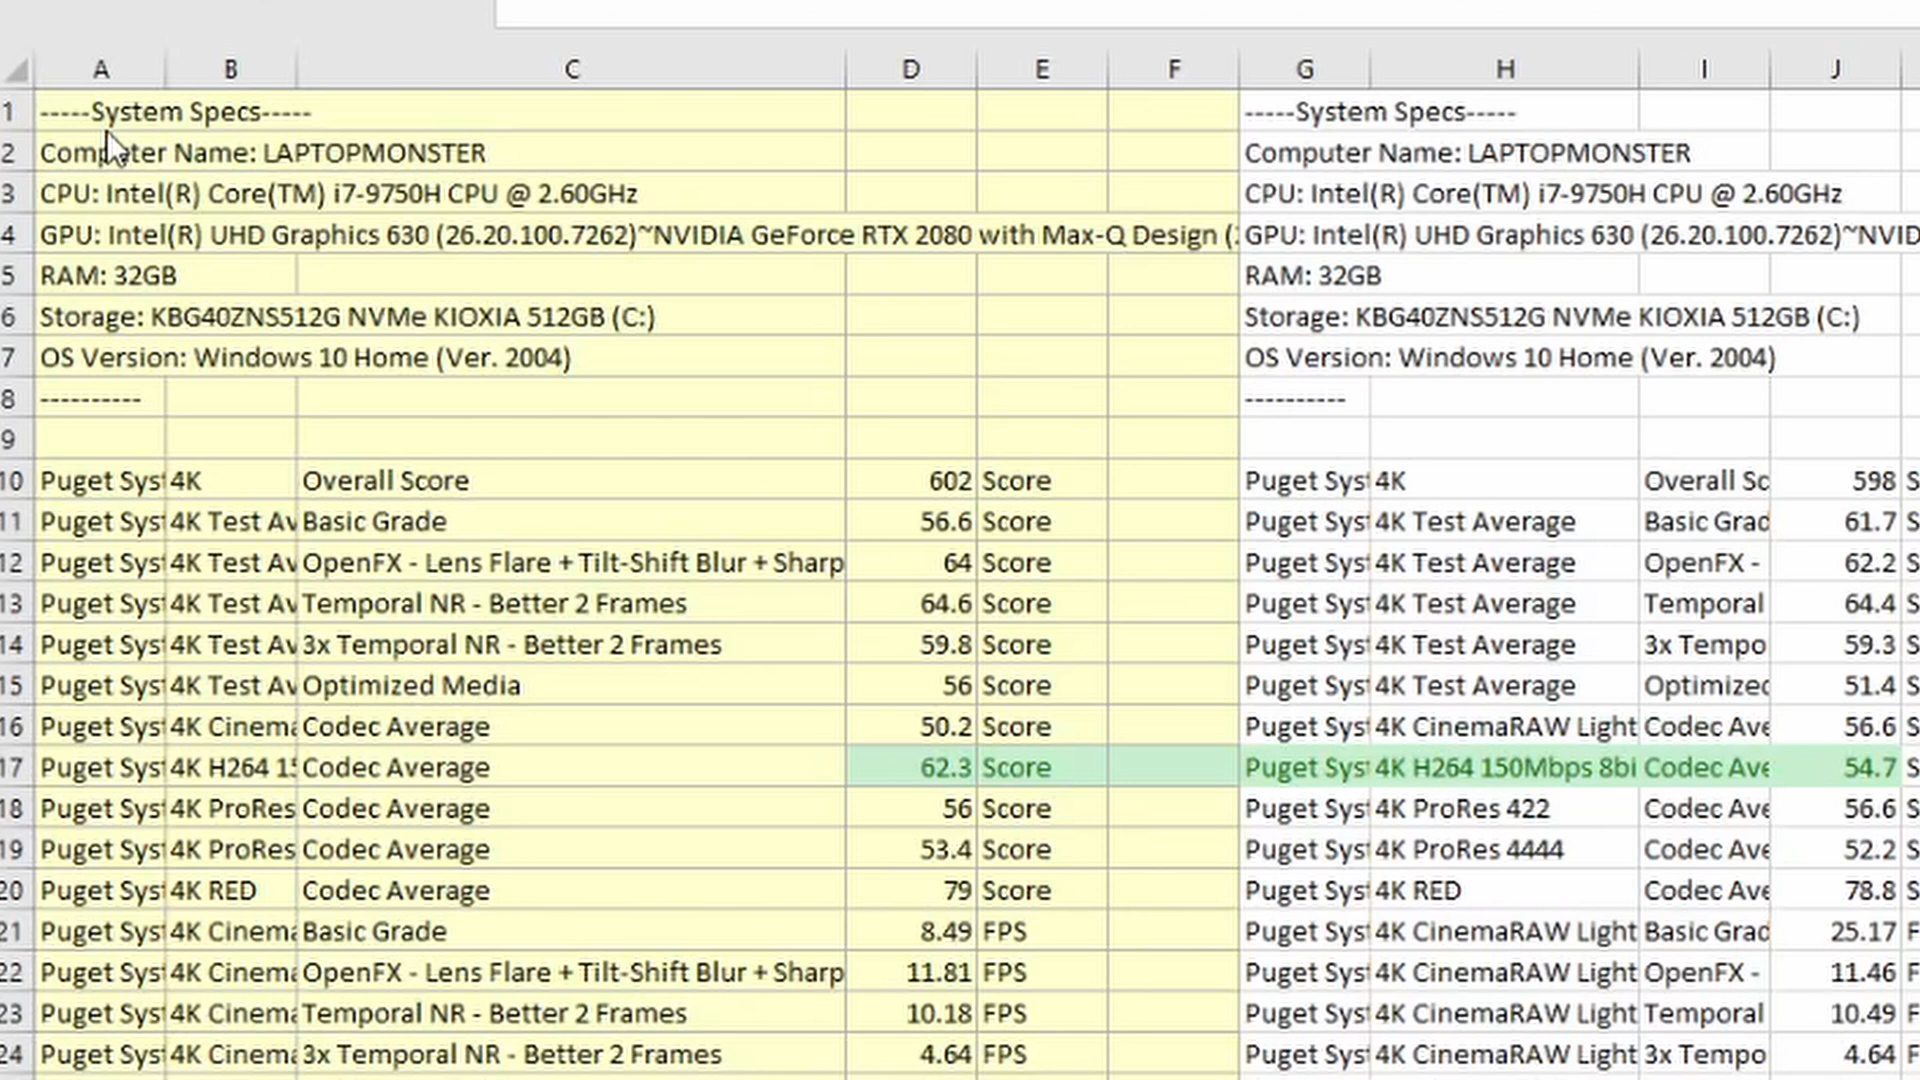 A B C D E F G H I J
1 -----System Specs----- -----System Specs-----
2 Computer Name: LAPTOPMONSTER Computer Name: LAPTOPMONSTER
3 CPU: Intel(R) Core(TM) i7-9750H CPU @ 2.60GHz CPU: Intel(R) Core(TM) i7-9750H CPU @ 2.60GHz
4 GPU: Intel(R) UHD Graphics 630 (26.20.100.7262)~NVIDIA GeForce RTX 2080 with Max-Q Design ( GPU: Intel(R) UHD Graphics 630 (26.20.100.7262)~NVID
5 RAM: 32GB RAM: 32GB
6 Storage: KBG40ZNS512G NVMe KIOXIA 512GB (C:) Storage: KBG40ZNS512G NVMe KIOXIA 512GB (C:)
7 OS Version: Windows 10 Home (Ver. 2004) OS Version: Windows 10 Home (Ver. 2004)
8 ---------- ----------
9
10 Puget Syst 4K Overall Score 602 Score Puget Syst 4K Overall Sc 598 S
11 Puget Syst 4K Test Av Basic Grade 56.6 Score Puget Syst 4K Test Average Basic Grad 61.7 S
12 Puget Syst 4K Test Av OpenFX - Lens Flare + Tilt-Shift Blur + Sharp 64 Score Puget Syst 4K Test Average OpenFX - 62.2 S
13 Puget Syst 4K Test Av Temporal NR - Better 2 Frames 64.6 Score Puget Syst 4K Test Average Temporal 64.4 S
14 Puget Syst 4K Test Av 3x Temporal NR - Better 2 Frames 59.8 Score Puget Syst 4K Test Average 3x Tempo 59.3 S
15 Puget Syst 4K Test Av Optimized Media 56 Score Puget Syst 4K Test Average Optimized 51.4 S
16 Puget Syst 4K Cinema Codec Average 50.2 Score Puget Syst 4K CinemaRAW Light Codec Ave 56.6 S
17 Puget Syst 4K H264 15 Codec Average 62.3 Score Puget Syst 4K H264 150Mbps 8bi Codec Ave 54.7 S
18 Puget Syst 4K ProRes Codec Average 56 Score Puget Syst 4K ProRes 422 Codec Ave 56.6 S
19 Puget Syst 4K ProRes Codec Average 53.4 Score Puget Syst 4K ProRes 4444 Codec Ave 52.2 S
20 Puget Syst 4K RED Codec Average 79 Score Puget Syst 4K RED Codec Ave 78.8 S
21 Puget Syst 4K Cinema Basic Grade 8.49 FPS Puget Syst 4K CinemaRAW Light Basic Grad 25.17 F
22 Puget Syst 4K Cinema OpenFX - Lens Flare + Tilt-Shift Blur + Sharp 11.81 FPS Puget Syst 4K CinemaRAW Light OpenFX - 11.46 F
23 Puget Syst 4K Cinema Temporal NR - Better 2 Frames 10.18 FPS Puget Syst 4K CinemaRAW Light Temporal 10.49 F
24 Puget Syst 4K Cinema 3x Temporal NR - Better 2 Frames 4.64 FPS Puget Syst 4K CinemaRAW Light 3x Tempo 4.64 F